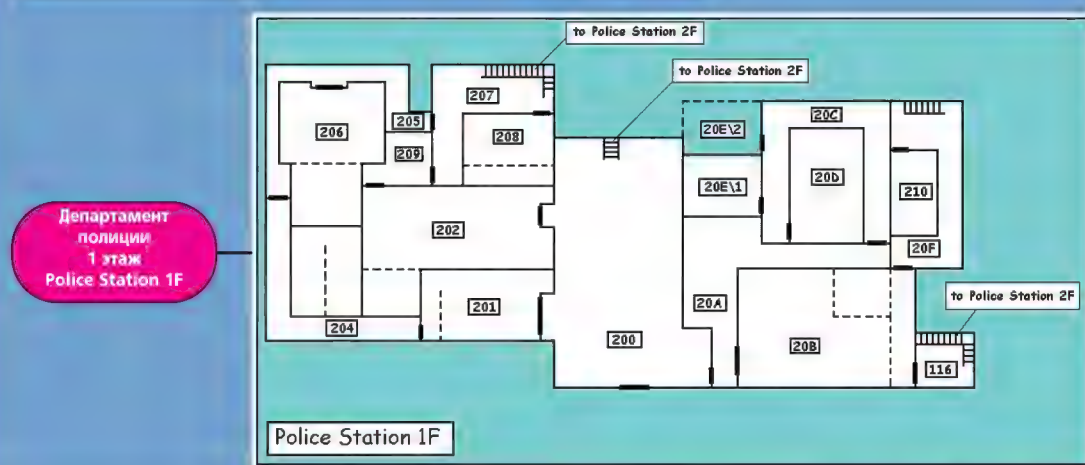 to Police Station 2F
to Police Station 2F
207
205
206
208
209
20E\2
20C
20E\1
20D
210
Департамент
полиции
1 этаж
Police Station 1F
202
20F
to Police Station 2F
201
20A
204
200
20B
116
Police Station 1F